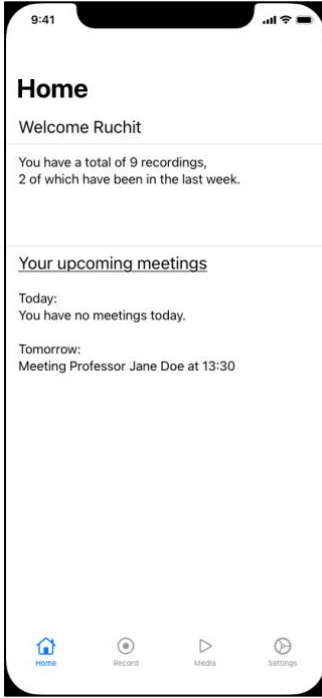 9:41
Home
Welcome Ruchit
You have a total of 9 recordings,
2 of which have been in the last week.
Your upcoming meetings
Today:
You have no meetings today.
Tomorrow:
Meeting Professor Jane Doe at 13:30
Home
Record
Media
Settings